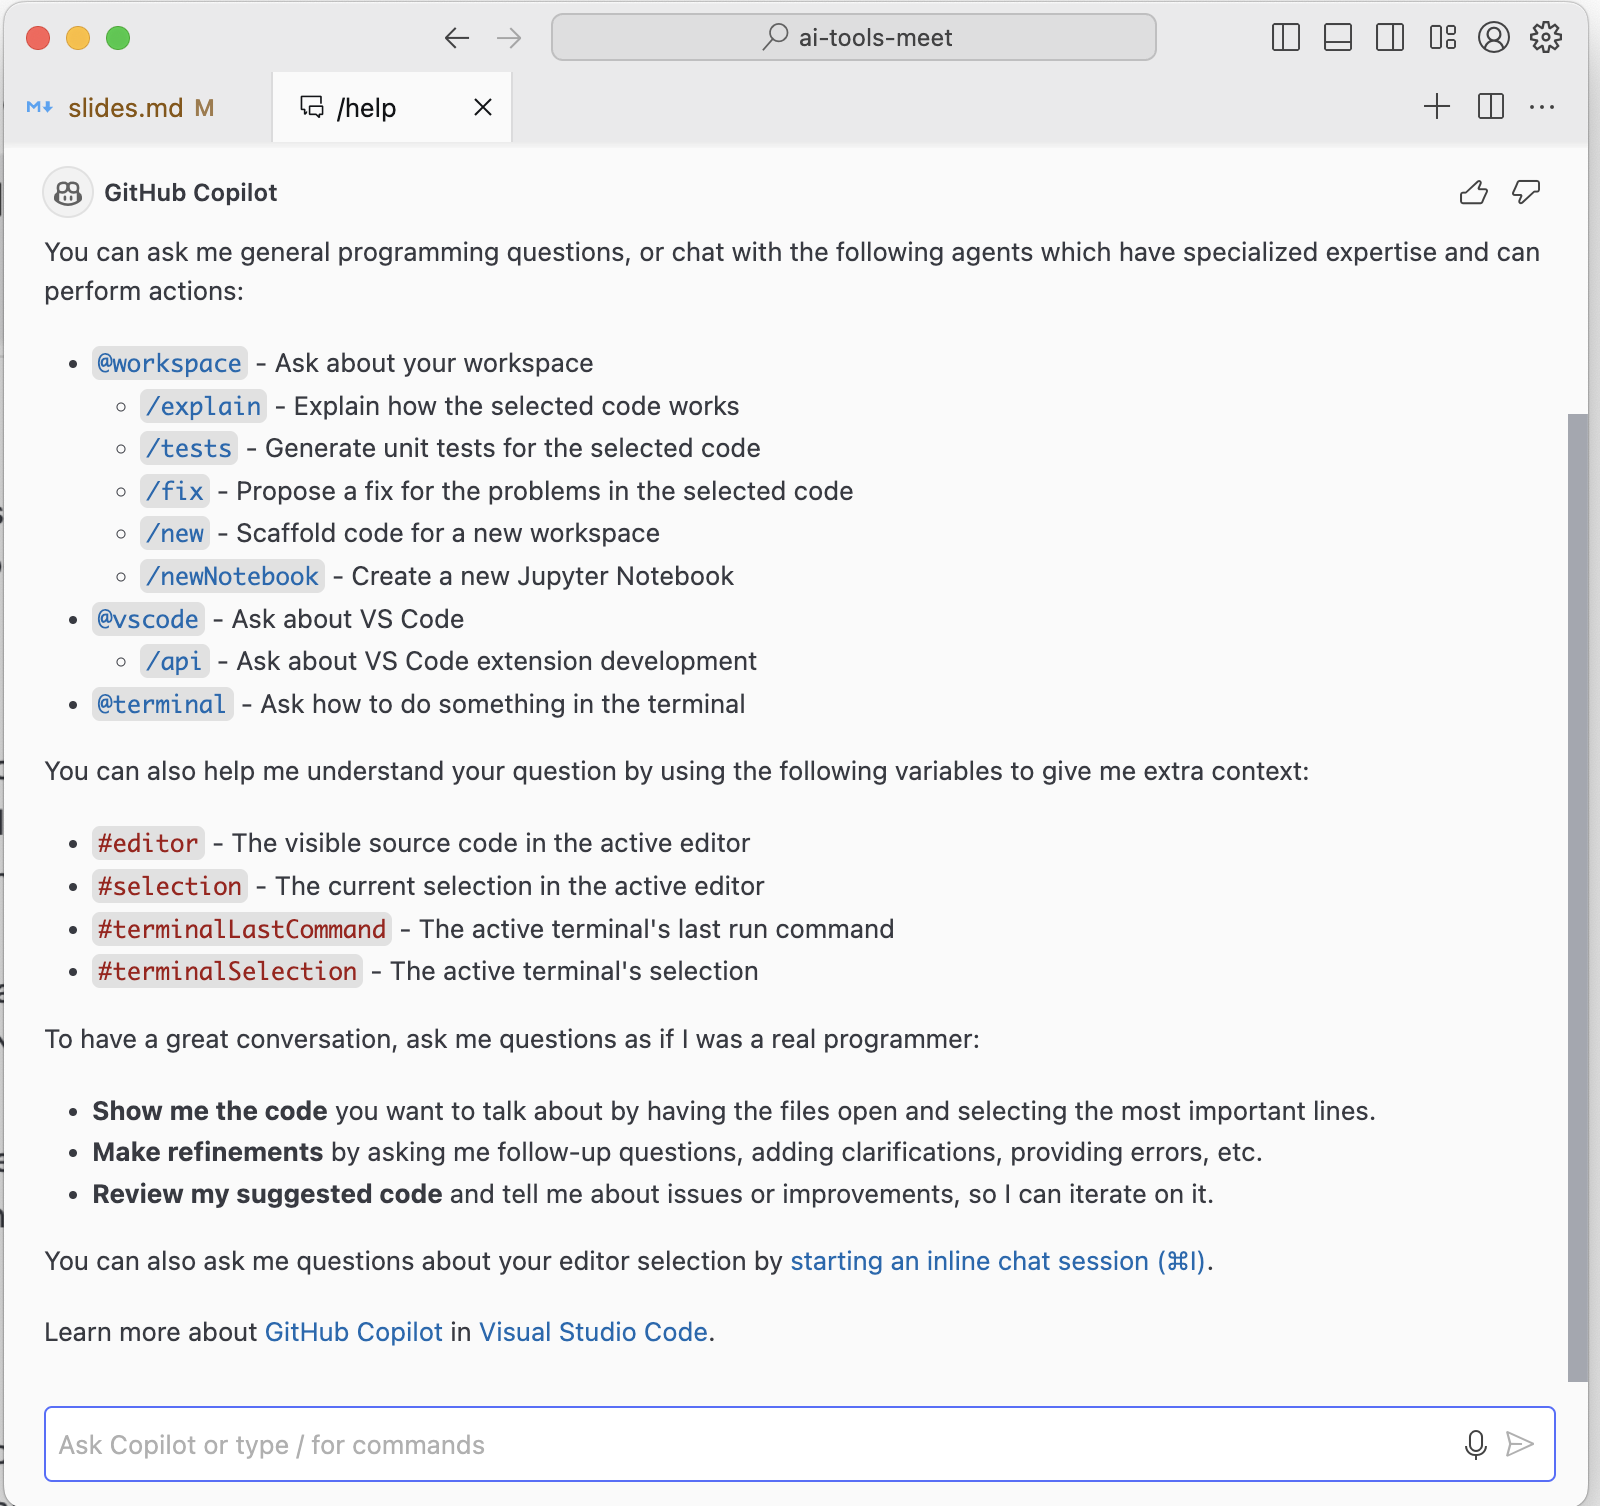 ai-tools-meet
slides.md M
/help
GitHub Copilot
You can ask me general programming questions, or chat with the following agents which have specialized expertise and can
perform actions:
@workspace - Ask about your workspace
/explain - Explain how the selected code works
/tests - Generate unit tests for the selected code
/fix - Propose a fix for the problems in the selected code
/new - Scaffold code for a new workspace
/newNotebook - Create a new Jupyter Notebook
@vscode - Ask about VS Code
/api - Ask about VS Code extension development
@terminal - Ask how to do something in the terminal
You can also help me understand your question by using the following variables to give me extra context:
#editor - The visible source code in the active editor
#selection - The current selection in the active editor
#terminalLastCommand - The active terminal's last run command
#terminalSelection - The active terminal's selection
To have a great conversation, ask me questions as if I was a real programmer:
Show me the code you want to talk about by having the files open and selecting the most important lines.
Make refinements by asking me follow-up questions, adding clarifications, providing errors, etc.
Review my suggested code and tell me about issues or improvements, so I can iterate on it.
You can also ask me questions about your editor selection by starting an inline chat session (⌘I).
Learn more about GitHub Copilot in Visual Studio Code.
Ask Copilot or type / for commands